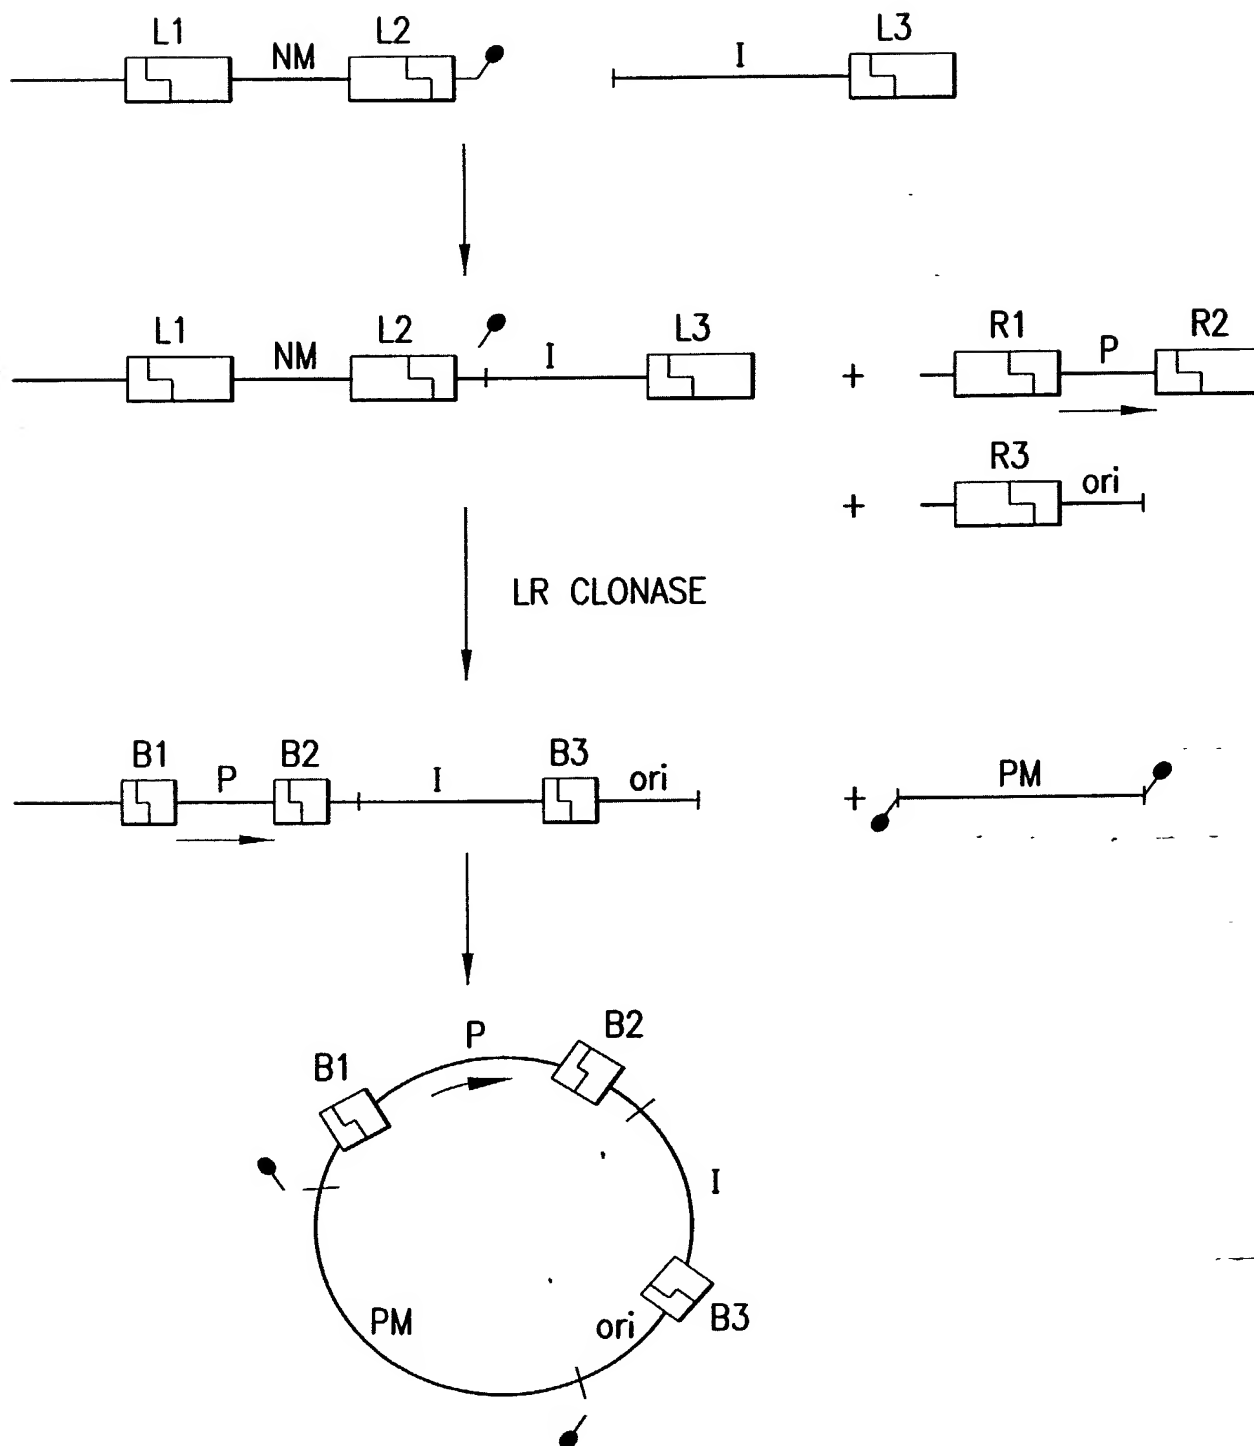 L1 NM L2 I L3
L1 NM L2 I L3 + R1 P R2
+ R3 ori
LR CLONASE
B1 P B2 I B3 ori + PM
P
B1
B2
I
PM
ori
B3